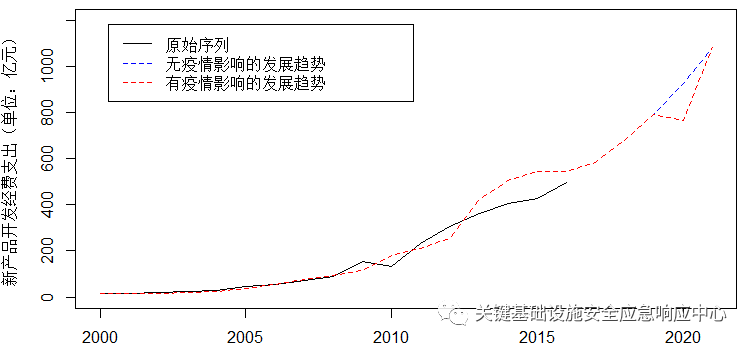 原始序列
无疫情影响的发展趋势
有疫情影响的发展趋势
新产品开发经费支出（单位：亿元）
1000
800
600
400
200
0
2000
2005
2010
2015
2020
关键基础设施安全应急响应中心